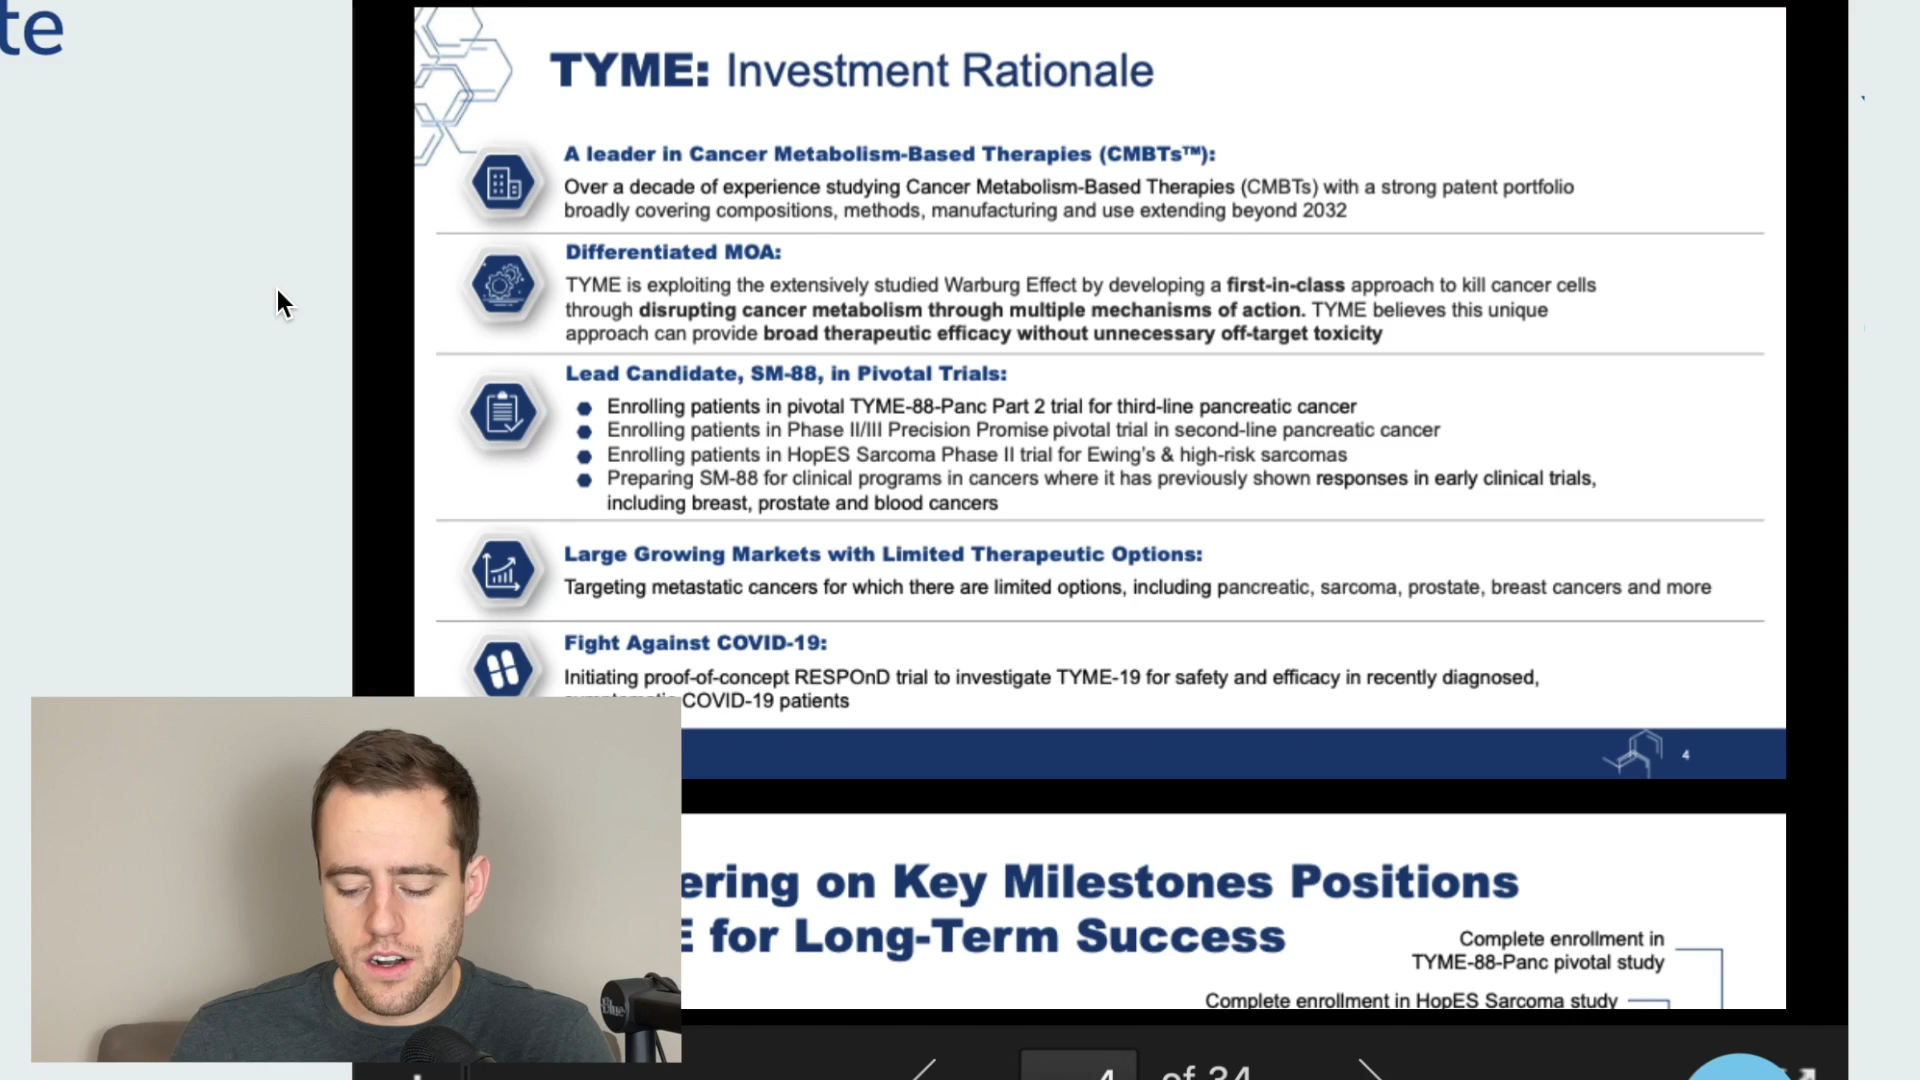 te
TYME: Investment Rationale
A leader in Cancer Metabolism-Based Therapies (CMBTs™):
Over a decade of experience studying Cancer Metabolism-Based Therapies (CMBTs) with a strong patent portfolio
broadly covering compositions, methods, manufacturing and use extending beyond 2032
Differentiated MOA:
TYME is exploiting the extensively studied Warburg Effect by developing a first-in-class approach to kill cancer cells
through disrupting cancer metabolism through multiple mechanisms of action. TYME believes this unique
approach can provide broad therapeutic efficacy without unnecessary off-target toxicity
Lead Candidate, SM-88, in Pivotal Trials:
Enrolling patients in pivotal TYME-88-Panc Part 2 trial for third-line pancreatic cancer
Enrolling patients in Phase II/III Precision Promise pivotal trial in second-line pancreatic cancer
Enrolling patients in HopES Sarcoma Phase II trial for Ewing's & high-risk sarcomas
Preparing SM-88 for clinical programs in cancers where it has previously shown responses in early clinical trials,
including breast, prostate and blood cancers
Large Growing Markets with Limited Therapeutic Options:
Targeting metastatic cancers for which there are limited options, including pancreatic, sarcoma, prostate, breast cancers and more
Fight Against COVID-19:
Initiating proof-of-concept RESPOnD trial to investigate TYME-19 for safety and efficacy in recently diagnosed,
COVID-19 patients
4
ering on Key Milestones Positions
E for Long-Term Success
Complete enrollment in
TYME-88-Panc pivotal study
Complete enrollment in HopES Sarcoma study
Blue
4 of 34